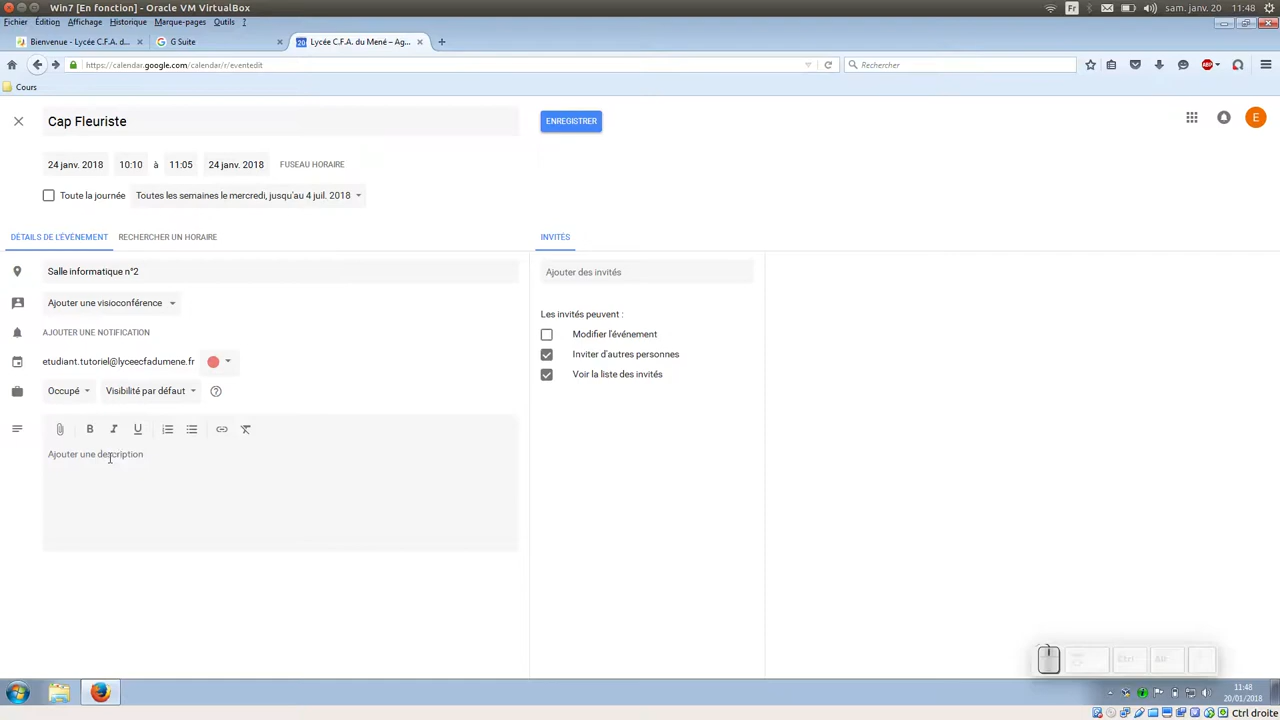 Win7 [En fonction] - Oracle VM VirtualBox
Fr
sam. janv. 20 11:48
Fichier Édition Affichage Historique Marque-pages Outils ?
Bienvenue - Lycée C.F.A. d...
G Suite
20 Lycée C.F.A. du Mené – Ag...
https://calendar.google.com/calendar/r/eventedit
Rechercher
ABP
Cours
Cap Fleuriste
ENREGISTRER
E
24 janv. 2018 10:10 à 11:05 24 janv. 2018 FUSEAU HORAIRE
Toute la journée Toutes les semaines le mercredi, jusqu'au 4 juil. 2018
DÉTAILS DE L'ÉVÉNEMENT RECHERCHER UN HORAIRE
INVITÉS
Salle informatique n°2
Ajouter des invités
Ajouter une visioconférence
Les invités peuvent :
AJOUTER UNE NOTIFICATION
Modifier l'événement
Inviter d'autres personnes
etudiant.tutoriel@lyceecfadumene.fr
Voir la liste des invités
Occupé Visibilité par défaut
B I U
Ajouter une description
Ctrl Alt
11:48
20/01/2018
Ctrl droite